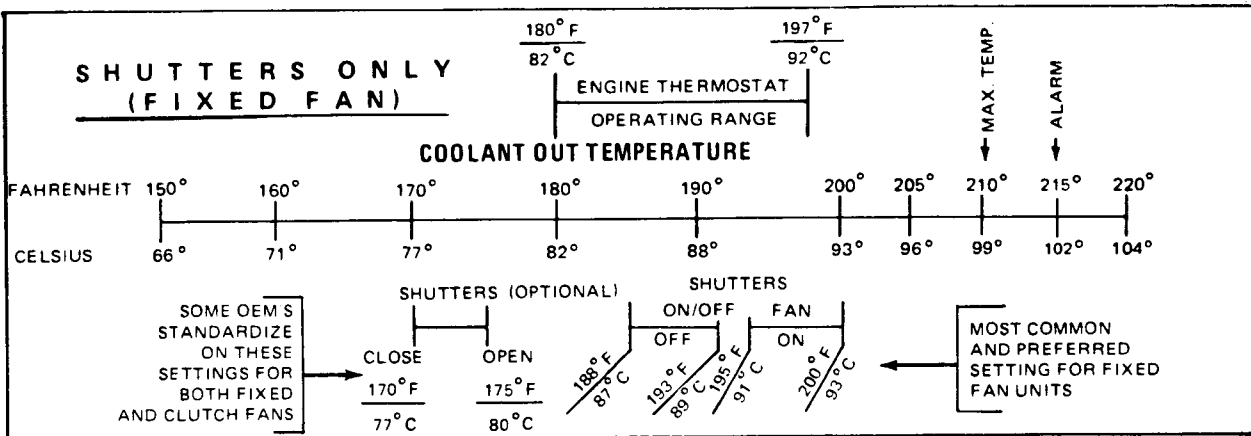 180°F
82°C
197°F
92°C
SHUTTERS ONLY
(FIXED FAN)
ENGINE THERMOSTAT
OPERATING RANGE
MAX. TEMP.
ALARM
COOLANT OUT TEMPERATURE
FAHRENHEIT 150° 160° 170° 180° 190° 200° 205° 210° 215° 220°
CELSIUS 66° 71° 77° 82° 88° 93° 96° 99° 102° 104°
SOME OEM'S
STANDARDIZE
ON THESE
SETTINGS FOR
BOTH FIXED
AND CLUTCH FANS
SHUTTERS (OPTIONAL)
CLOSE
170°F
77°C
OPEN
175°F
80°C
SHUTTERS
ON/OFF FAN
OFF ON
188°F
87°C
193°F
89°C
195°F
91°C
200°F
93°C
MOST COMMON
AND PREFERRED
SETTING FOR FIXED
FAN UNITS